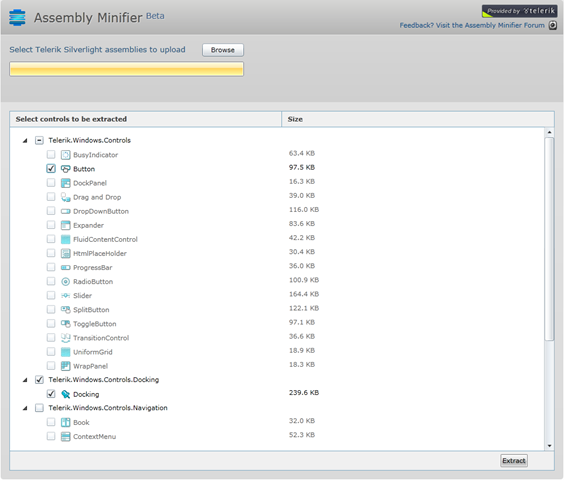 Assembly Minifier Beta
Provided by telerik
Feedback? Visit the Assembly Minifier Forum
Select Telerik Silverlight assemblies to upload
Browse
Select controls to be extracted Size
Telerik.Windows.Controls
BusyIndicator 63.4 KB
Button 97.5 KB
DockPanel 16.3 KB
Drag and Drop 39.0 KB
DropDownButton 116.0 KB
Expander 83.6 KB
FluidContentControl 42.2 KB
HtmlPlaceHolder 30.4 KB
ProgressBar 36.0 KB
RadioButton 100.9 KB
Slider 164.4 KB
SplitButton 122.1 KB
ToggleButton 97.1 KB
TransitionControl 36.6 KB
UniformGrid 18.9 KB
WrapPanel 18.3 KB
Telerik.Windows.Controls.Docking
Docking 239.6 KB
Telerik.Windows.Controls.Navigation
Book 32.0 KB
ContextMenu 52.3 KB
Extract